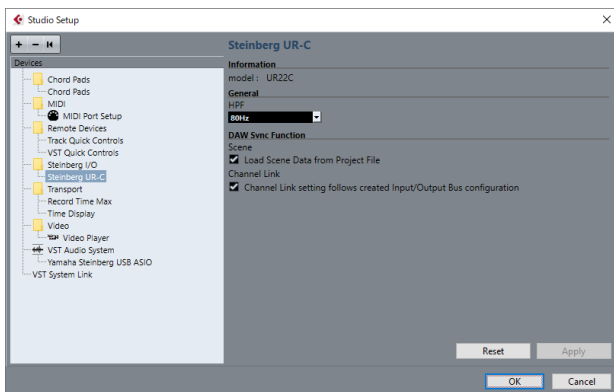 Studio Setup
Devices
Chord Pads
Chord Pads
MIDI
MIDI Port Setup
Remote Devices
Track Quick Controls
VST Quick Controls
Steinberg I/O
Steinberg UR-C
Transport
Record Time Max
Time Display
Video
Video Player
VST Audio System
Yamaha Steinberg USB ASIO
VST System Link
Steinberg UR-C
Information
model : UR22C
General
HPF
80Hz
DAW Sync Function
Scene
Load Scene Data from Project File
Channel Link
Channel Link setting follows created Input/Output Bus configuration
Reset
Apply
OK
Cancel